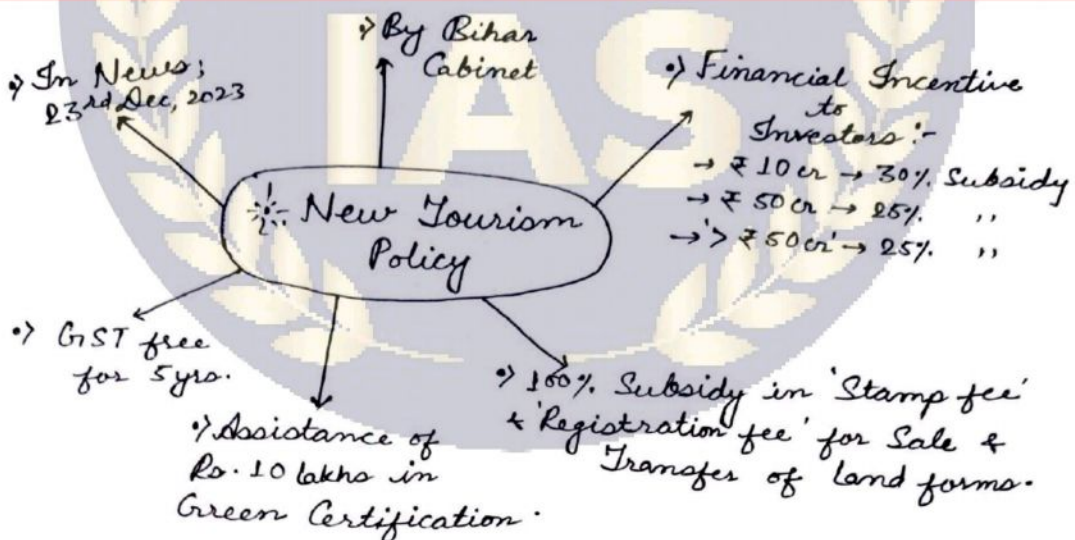 IAS
•) In News;
23rd Dec, 2023
•) By Bihar
Cabinet
•) Financial Incentive
to
Investors :-
→ ₹ 10 cr → 30% Subsidy
→ ₹ 50 cr → 25% ,,
→ '> ₹ 50 cr' → 25% ,,
New Tourism
Policy
•) GST free
for 5 yrs.
•) Assistance of
Rs. 10 lakhs in
Green Certification.
•) 100% Subsidy in 'Stamp fee'
& 'Registration fee' for Sale &
Transfer of Land forms.